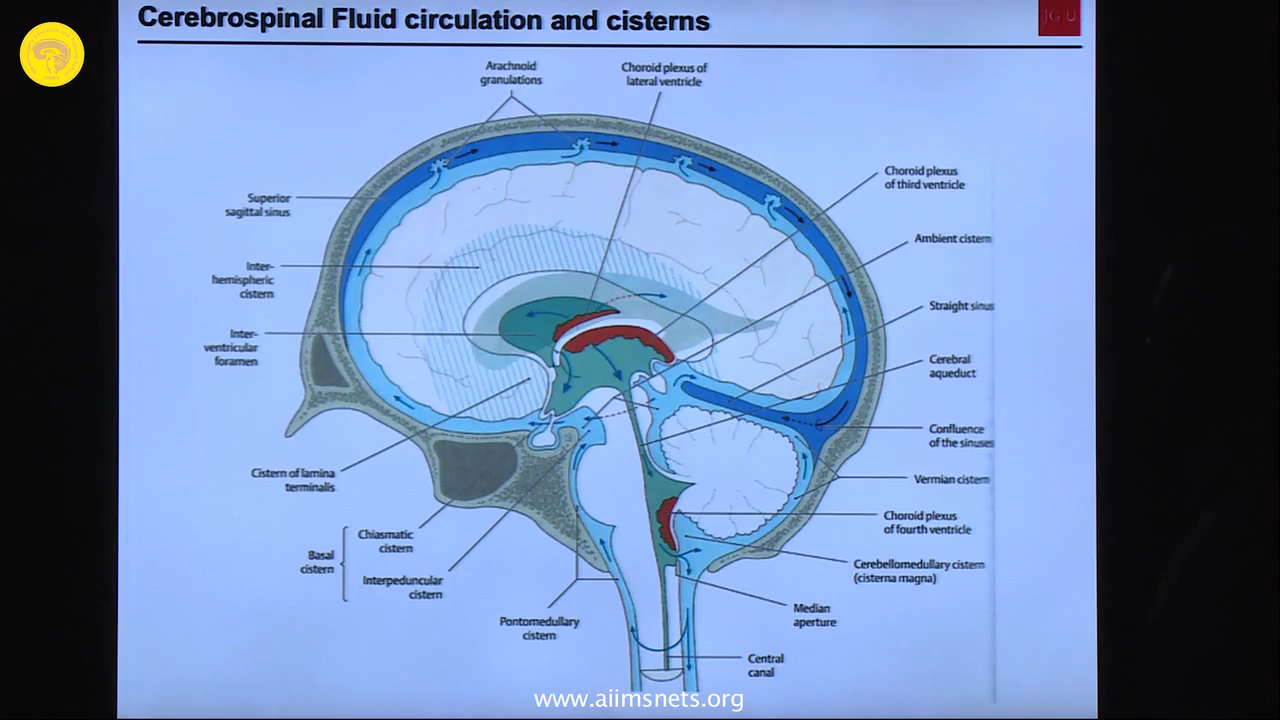 Cerebrospinal Fluid circulation and cisterns
JG U
Arachnoid
granulations
Choroid plexus of
lateral ventricle
Choroid plexus
of third ventricle
Superior
sagittal sinus
Ambient cistern
Inter-
hemispheric
cistern
Straight sinus
Inter-
ventricular
foramen
Cerebral
aqueduct
Confluence
of the sinuses
Cistern of lamina
terminalis
Vermian cistern
Choroid plexus
of fourth ventricle
Chiasmatic
cistern
Basal
cistern
Interpeduncular
cistern
Cerebellomedullary cistern
(cisterna magna)
Median
aperture
Pontomedullary
cistern
Central
canal
www.aiimsnets.org